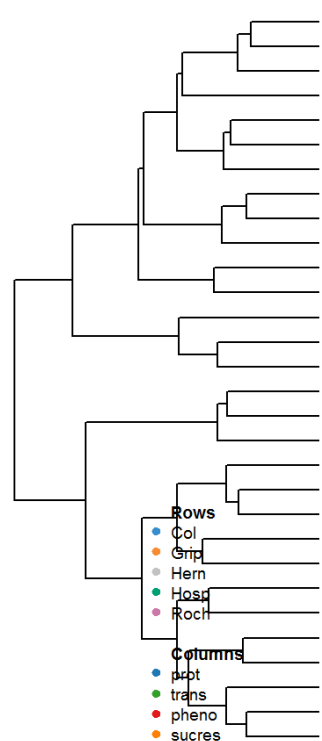 Rows
Col
Grip
Hern
Hosp
Roch
Columns
prot
trans
pheno
sucres